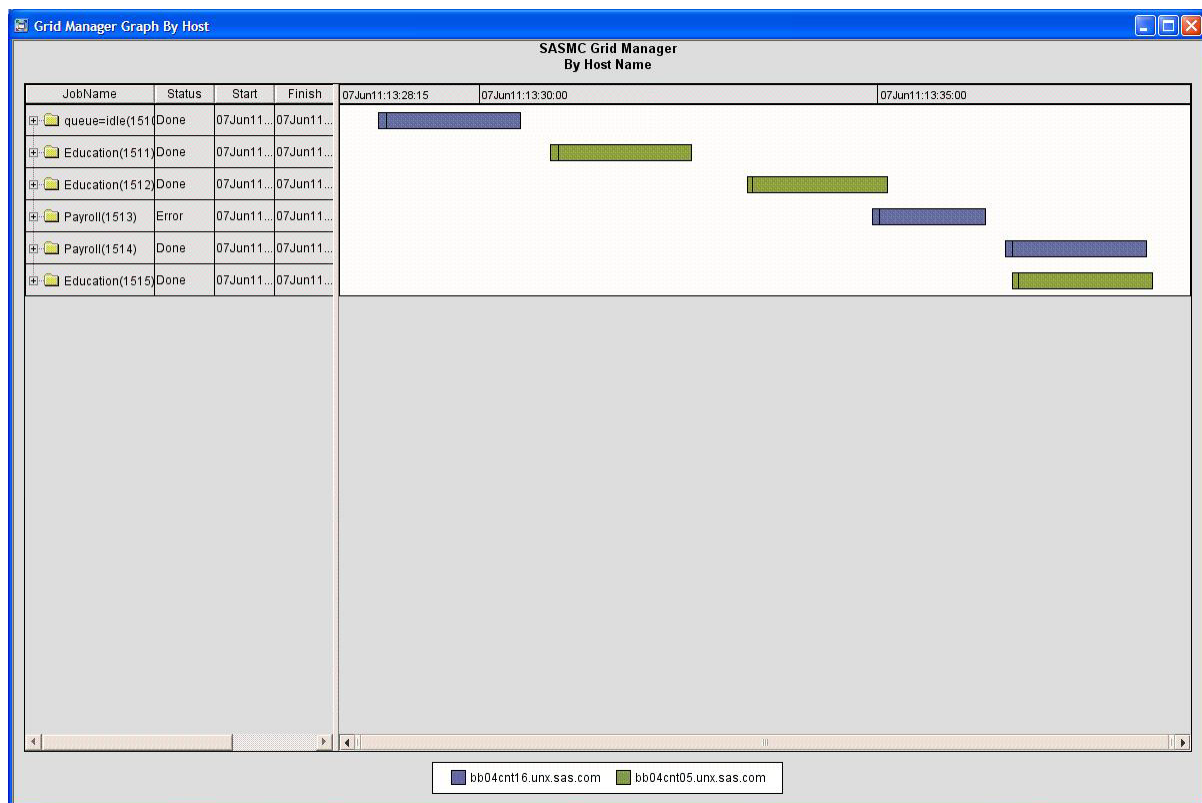 Grid Manager Graph By Host
SASMC Grid Manager
By Host Name
JobName Status Start Finish 07Jun11:13:28:15 07Jun11:13:30:00 07Jun11:13:35:00
queue=idle(151 Done 07Jun11... 07Jun11...
Education(1511) Done 07Jun11... 07Jun11...
Education(1512) Done 07Jun11... 07Jun11...
Payroll(1513) Error 07Jun11... 07Jun11...
Payroll(1514) Done 07Jun11... 07Jun11...
Education(1515) Done 07Jun11... 07Jun11...
bb04cnt16.unx.sas.com bb04cnt05.unx.sas.com